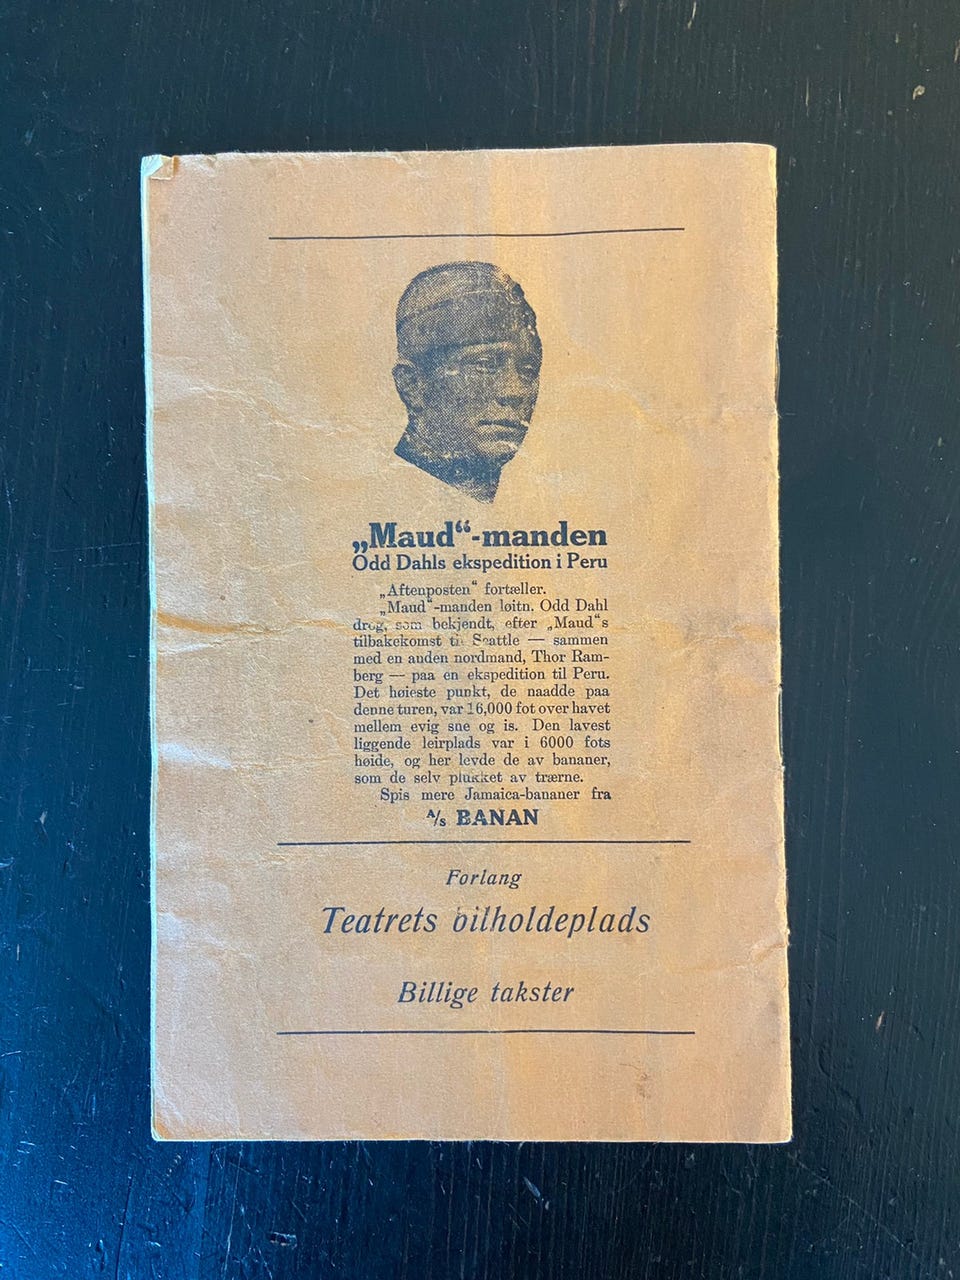 „Maud“-manden
Odd Dahls ekspedition i Peru
„Aftenposten“ fortæller.
„Maud“-manden løitn. Odd Dahl
drog, som bekjendt, efter „Maud“s
tilbakekomst til Seattle — sammen
med en auden nordmand, Thor Ram-
berg — paa en ekspedition til Peru.
Det høieste punkt, de naadde paa
denne turen, var 16,000 fot over havet
mellem evig sne og is. Den lavest
liggende leirplads var i 6000 fots
høide, og her levde de av bananer,
som de selv plukket av trærne.
Spis mere Jamaica-bananer fra
A/s BANAN
Forlang
Teatrets bilholdeplads
Billige takster